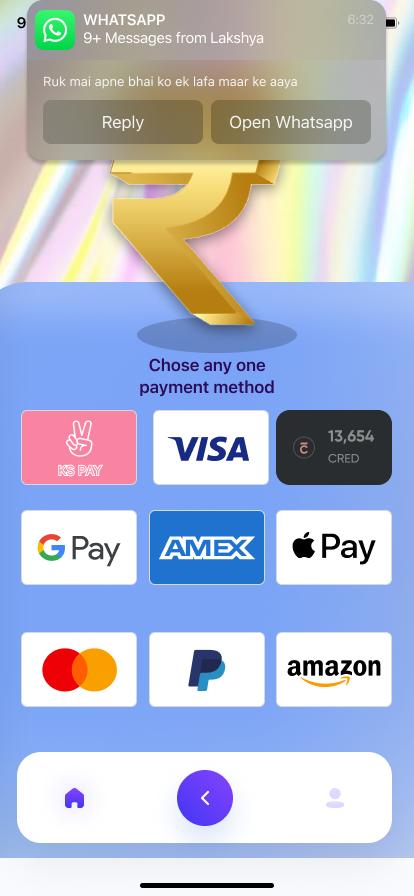 9
WHATSAPP
6:32
9+ Messages from Lakshya
Ruk mai apne bhai ko ek lafa maar ke aaya
Reply
Open Whatsapp
₹
Chose any one
payment method
KS PAY
VISA
13,654
CRED
G Pay
AMEX
Pay
amazon